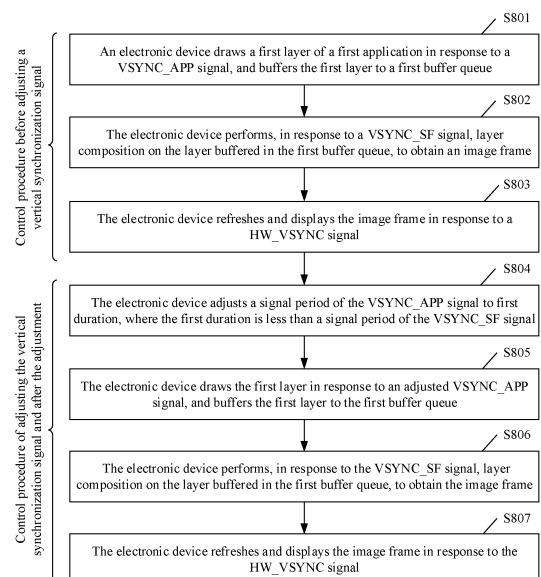 S801
An electronic device draws a first layer of a first application in response to a
VSYNC_APP signal, and buffers the first layer to a first buffer queue
S802
The electronic device performs, in response to a VSYNC_SF signal, layer
composition on the layer buffered in the first buffer queue, to obtain an image frame
S803
The electronic device refreshes and displays the image frame in response to a
HW_VSYNC signal
Control procedure before adjusting a
vertical synchronization signal
S804
The electronic device adjusts a signal period of the VSYNC_APP signal to first
duration, where the first duration is less than a signal period of the VSYNC_SF signal
S805
The electronic device draws the first layer in response to an adjusted VSYNC_APP
signal, and buffers the first layer to the first buffer queue
S806
The electronic device performs, in response to the VSYNC_SF signal, layer
composition on the layer buffered in the first buffer queue, to obtain the image frame
S807
The electronic device refreshes and displays the image frame in response to the
HW_VSYNC signal
Control procedure of adjusting the vertical
synchronization signal and after the adjustment